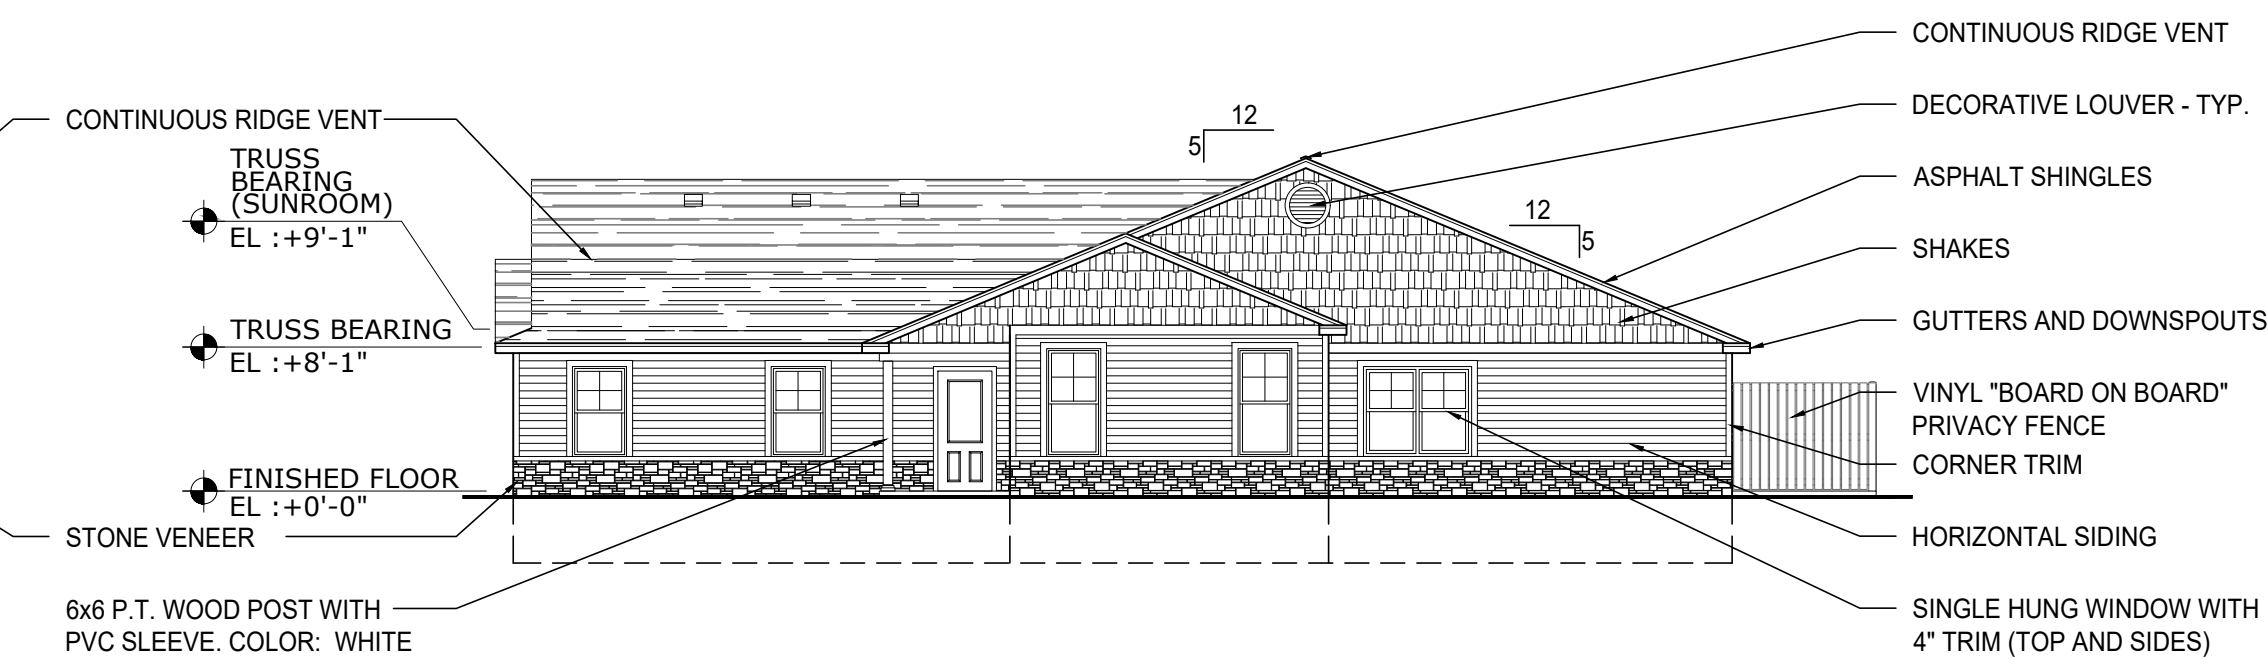 CONTINUOUS RIDGE VENT
TRUSS
BEARING
(SUNROOM)
EL :+9'-1"
TRUSS BEARING
EL :+8'-1"
FINISHED FLOOR
EL :+0'-0"
STONE VENEER
6x6 P.T. WOOD POST WITH
PVC SLEEVE. COLOR: WHITE
12
5
12
5
CONTINUOUS RIDGE VENT
DECORATIVE LOUVER - TYP.
ASPHALT SHINGLES
SHAKES
GUTTERS AND DOWNSPOUTS
VINYL "BOARD ON BOARD"
PRIVACY FENCE
CORNER TRIM
HORIZONTAL SIDING
SINGLE HUNG WINDOW WITH
4" TRIM (TOP AND SIDES)